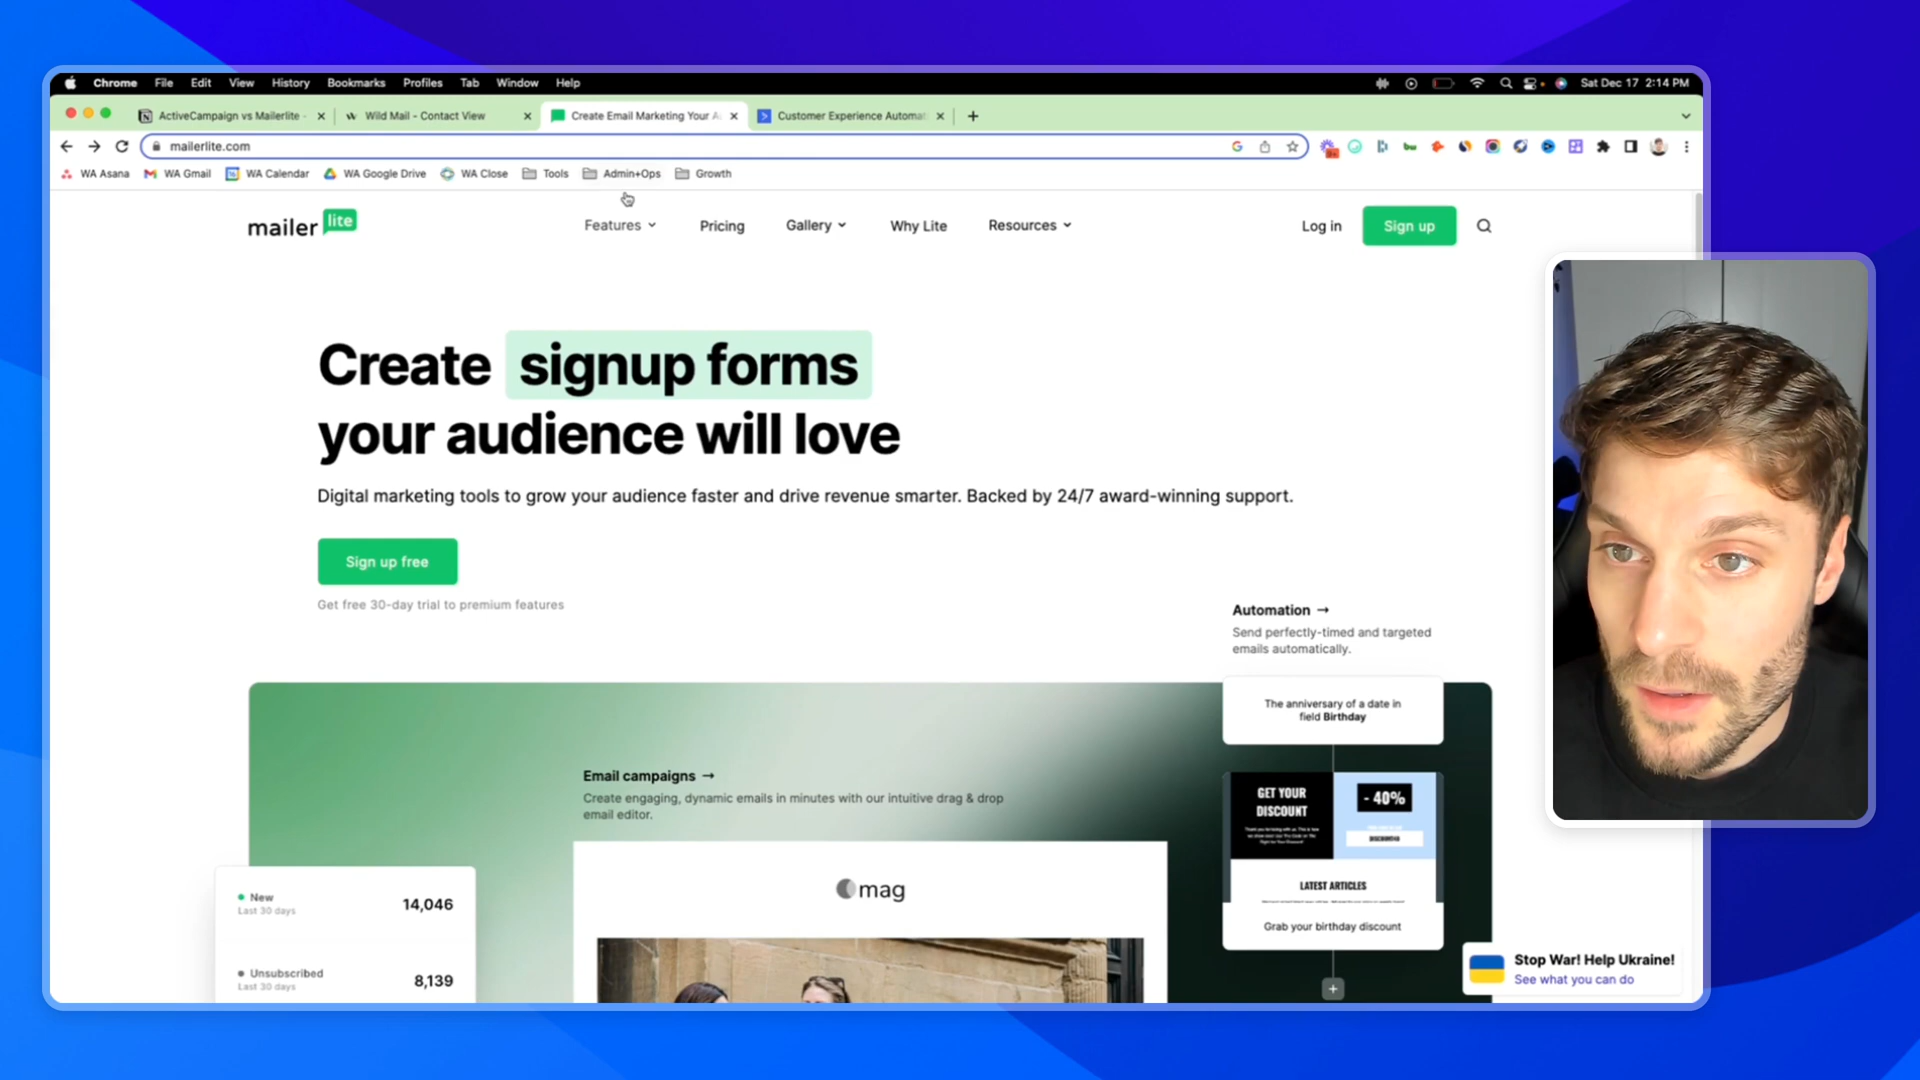 Chrome File Edit View History Bookmarks Profiles Tab Window Help
Sat Dec 17 2:14 PM
ActiveCampaign vs Mailerlite -
Wild Mail - Contact View
Create Email Marketing Your A
Customer Experience Automat
mailerlite.com
WA Asana WA Gmail WA Calendar WA Google Drive WA Close Tools Admin+Ops Growth
mailer lite
Features Pricing Gallery Why Lite Resources
Log in Sign up
Create signup forms
your audience will love
Digital marketing tools to grow your audience faster and drive revenue smarter. Backed by 24/7 award-winning support.
Sign up free
Get free 30-day trial to premium features
Automation →
Send perfectly-timed and targeted
emails automatically.
The anniversary of a date in
field Birthday
Email campaigns →
Create engaging, dynamic emails in minutes with our intuitive drag & drop
email editor.
GET YOUR
DISCOUNT
- 40%
LATEST ARTICLES
Grab your birthday discount
mag
New
Last 30 days
14,046
Unsubscribed
Last 30 days
8,139
Stop War! Help Ukraine!
See what you can do